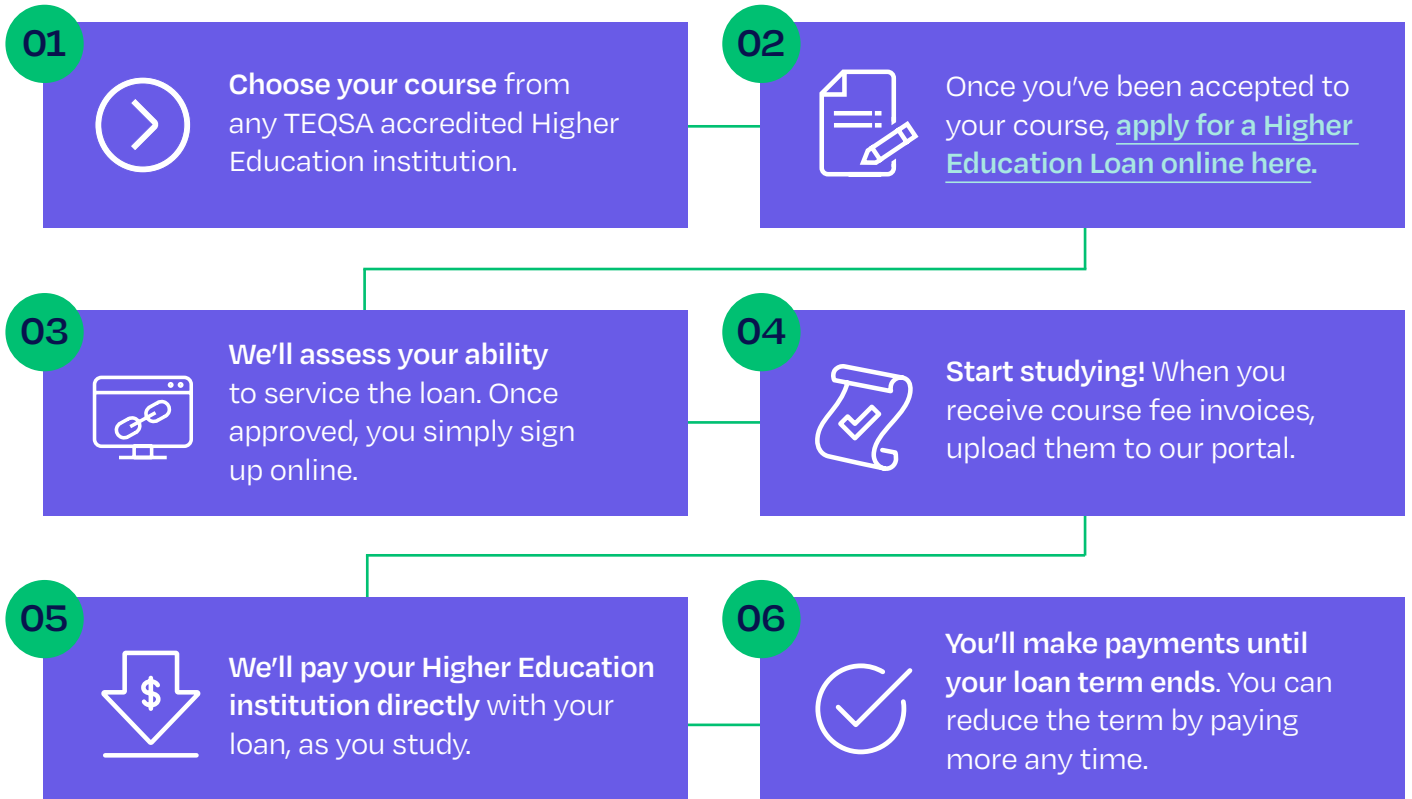 01
Choose your course from
any TEQSA accredited Higher
Education institution.
02
Once you’ve been accepted to
your course, apply for a Higher
Education Loan online here.
03
We’ll assess your ability
to service the loan. Once
approved, you simply sign
up online.
04
Start studying! When you
receive course fee invoices,
upload them to our portal.
05
$
We’ll pay your Higher Education
institution directly with your
loan, as you study.
06
You’ll make payments until
your loan term ends. You can
reduce the term by paying
more any time.